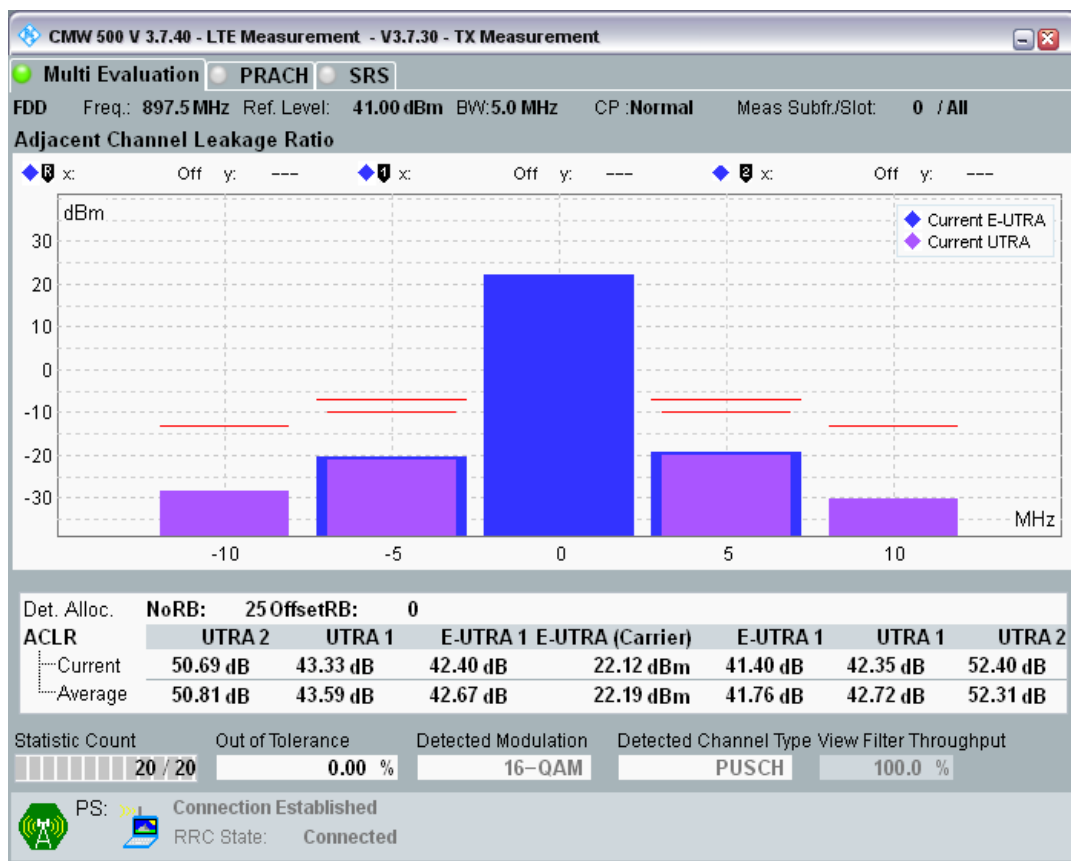 CMW 500 V 3.7.40 - LTE Measurement - V3.7.30 - TX Measurement
Multi Evaluation PRACH SRS
FDD Freq.: 897.5 MHz Ref. Level: 41.00 dBm BW:5.0 MHz CP :Normal Meas Subfr./Slot: 0 / All
Adjacent Channel Leakage Ratio
R x: Off y: --- 1 x: Off y: --- 2 x: Off y: ---
dBm
Current E-UTRA
Current UTRA
30
20
10
0
-10
-20
-30
MHz
-10 -5 0 5 10
Det. Alloc. NoRB: 25 OffsetRB: 0
ACLR UTRA 2 UTRA 1 E-UTRA 1 E-UTRA (Carrier) E-UTRA 1 UTRA 1 UTRA 2
Current 50.69 dB 43.33 dB 42.40 dB 22.12 dBm 41.40 dB 42.35 dB 52.40 dB
Average 50.81 dB 43.59 dB 42.67 dB 22.19 dBm 41.76 dB 42.72 dB 52.31 dB
Statistic Count Out of Tolerance Detected Modulation Detected Channel Type View Filter Throughput
20 / 20 0.00 % 16-QAM PUSCH 100.0 %
PS: Connection Established
RRC State: Connected